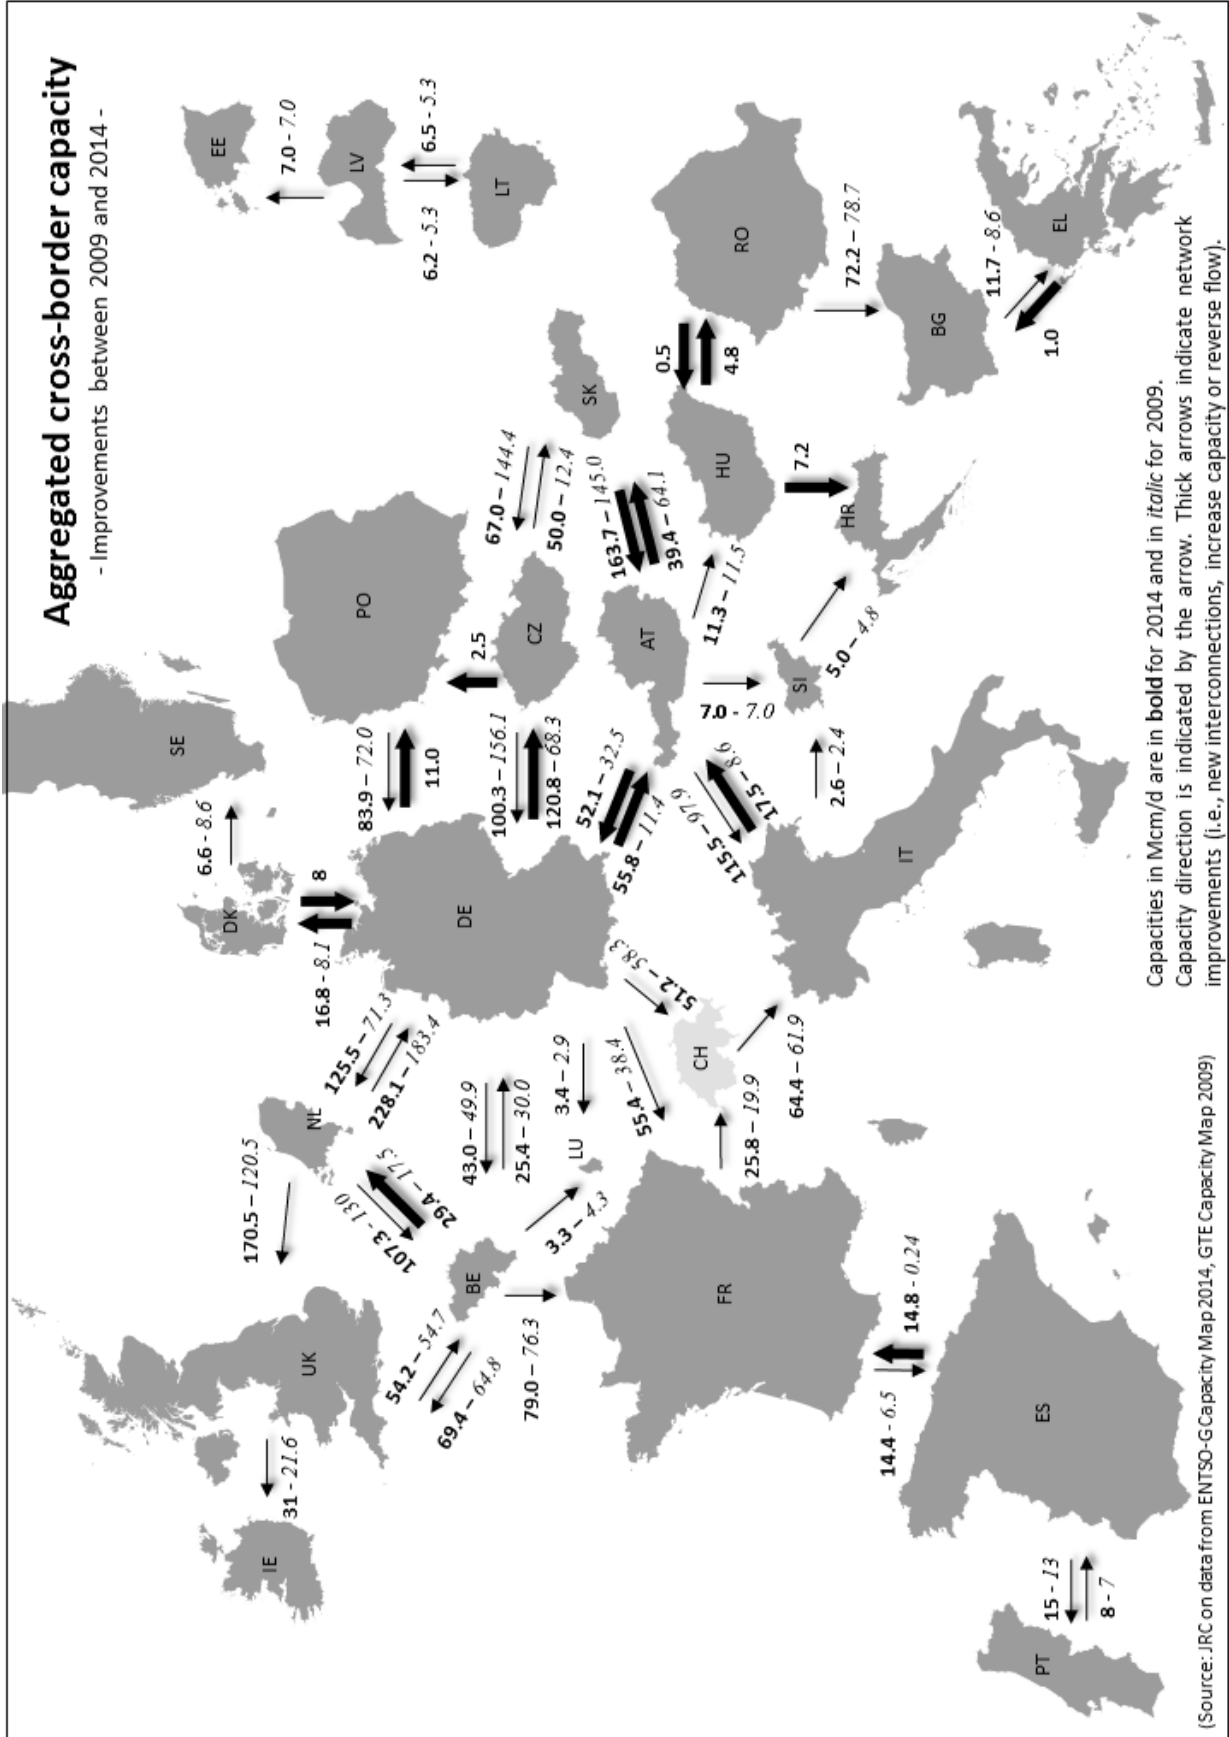 Aggregated cross-border capacity
- Improvements between 2009 and 2014 -
SE
EE
7.0 - 7.0
LV
6.2 - 5.3
6.5 - 5.3
LT
6.6 - 8.6
DK
16.8 - 8.1
8
PO
83.9 – 72.0
11.0
2.5
CZ
67.0 – 144.4
50.0 – 12.4
SK
100.3 – 156.1
120.8 – 68.3
DE
IE
31 - 21.6
UK
170.5 – 120.5
NL
125.5 – 71.3
228.1 – 183.4
107.3 - 130
29.4 – 17.5
54.2 – 54.7
69.4 – 64.8
BE
43.0 – 49.9
25.4 – 30.0
79.0 – 76.3
3.3 – 4.3
LU
3.4 – 2.9
55.4 – 38.4
51.2 – 58.3
52.1 – 32.5
55.8 – 11.4
163.7 – 145.0
39.4 – 64.1
AT
11.3 – 11.5
HU
0.5
4.8
RO
7.2
HR
72.2 – 78.7
BG
11.7 - 8.6
1.0
EL
CH
25.8 – 19.9
64.4 – 61.9
115.5 – 97.9
17.5 – 8.6
7.0 - 7.0
SI
5.0 – 4.8
2.6 – 2.4
IT
FR
14.4 - 6.5
14.8 - 0.24
ES
PT
15 - 13
8 - 7
Capacities in Mcm/d are in bold for 2014 and in italic for 2009.
Capacity direction is indicated by the arrow. Thick arrows indicate network
improvements (i.e., new interconnections, increase capacity or reverse flow).
(Source: JRC on data from ENTSO-G Capacity Map 2014, GTE Capacity Map 2009)